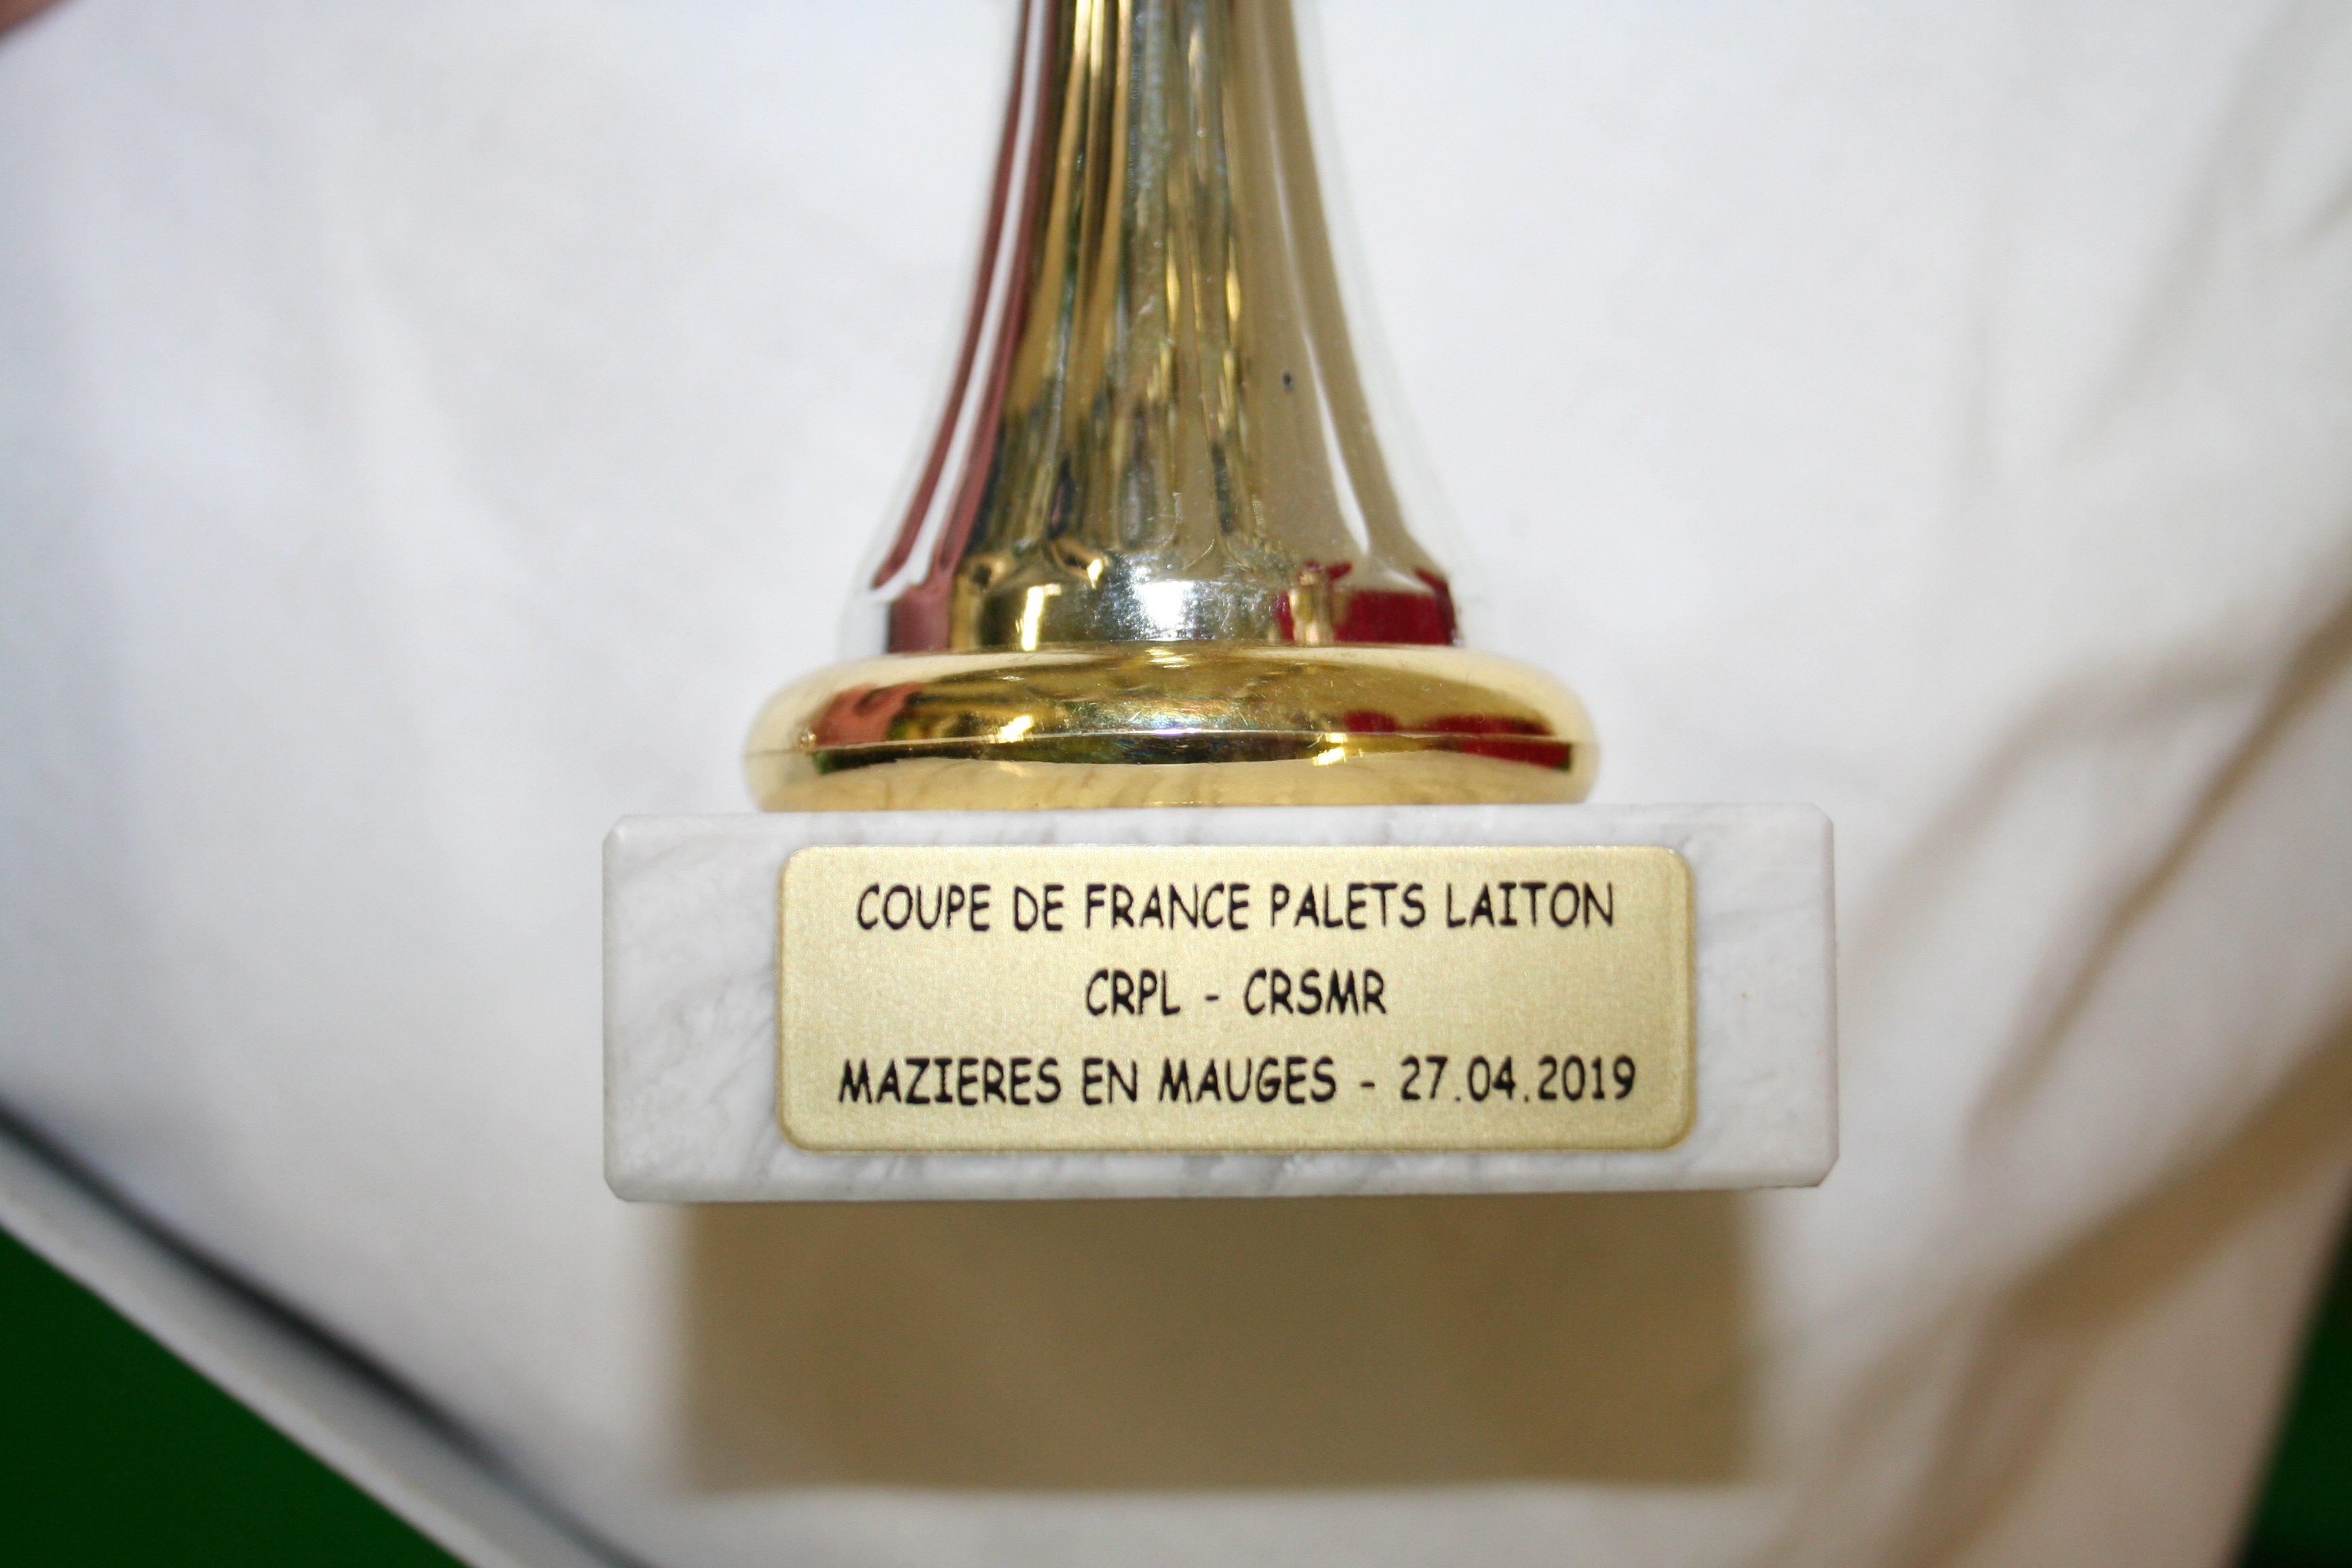 COUPE DE FRANCE PALETS LAITON
CRPL - CRSMR
MAZIERES EN MAUGES - 27.04.2019